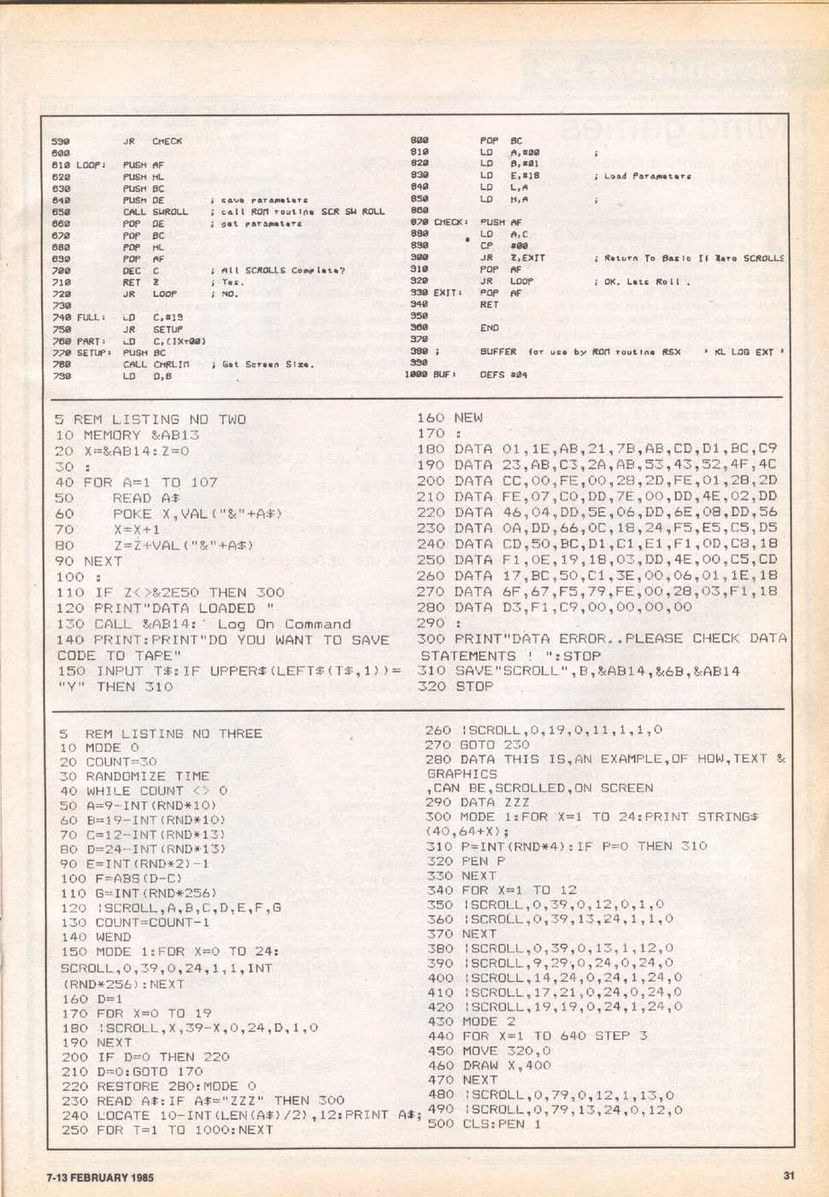 590 JR CHECK
600
610 LOOP: PUSH AF
620 PUSH HL
630 PUSH BC
640 PUSH DE ; save parameters
650 CALL SWROLL ; call ROM routine SCR SW ROLL
660 POP DE ; get parameters
670 POP BC
680 POP HL
690 POP AF
700 DEC C ; All SCROLLS Complete?
710 RET Z ; Yes.
720 JR LOOP ; NO.
730
740 FULL: LD C,#19
750 JR SETUP
760 PART: LD C,(IX+00)
770 SETUP: PUSH BC
780 CALL CHRLIM ; Get Screen Size.
790 LD D,B
800 POP BC
810 LD A,#00 ;
820 LD B,#01
830 LD E,#18 ; Load Parameters
840 LD L,A
850 LD H,A ;
860
870 CHECK: PUSH AF
880 LD A,C
890 CP #00
900 JR Z,EXIT ; Return To Basic If Zero SCROLLS
910 POP AF
920 JR LOOP ; OK. Lets Roll .
930 EXIT: POP AF
940 RET
950
960 END
970
980 ; BUFFER for use by ROM routine RSX ' KL LOG EXT '
990
1000 BUF: DEFS #04
5 REM LISTING NO TWO
10 MEMORY &AB13
20 X=&AB14:Z=0
30 :
40 FOR A=1 TO 107
50 READ A$
60 POKE X,VAL("&"+A$)
70 X=X+1
80 Z=Z+VAL("&"+A$)
90 NEXT
100 :
110 IF Z<>&2E50 THEN 300
120 PRINT"DATA LOADED "
130 CALL &AB14:' Log On Command
140 PRINT:PRINT"DO YOU WANT TO SAVE
CODE TO TAPE"
150 INPUT T$:IF UPPER$(LEFT$(T$,1))=
"Y" THEN 310
160 NEW
170 :
180 DATA 01,1E,AB,21,7B,AB,CD,D1,BC,C9
190 DATA 23,AB,C3,2A,AB,53,43,52,4F,4C
200 DATA CC,00,FE,00,28,2D,FE,01,28,2D
210 DATA FE,07,C0,DD,7E,00,DD,4E,02,DD
220 DATA 46,04,DD,5E,06,DD,6E,08,DD,56
230 DATA 0A,DD,66,0C,18,24,F5,E5,C5,D5
240 DATA CD,50,BC,D1,C1,E1,F1,0D,C8,18
250 DATA F1,0E,19,18,03,DD,4E,00,C5,CD
260 DATA 17,BC,50,C1,3E,00,06,01,1E,18
270 DATA 6F,67,F5,79,FE,00,28,03,F1,18
280 DATA D3,F1,C9,00,00,00,00
290 :
300 PRINT"DATA ERROR..PLEASE CHECK DATA
STATEMENTS ! ":STOP
310 SAVE"SCROLL",B,&AB14,&6B,&AB14
320 STOP
5 REM LISTING NO THREE
10 MODE 0
20 COUNT=30
30 RANDOMIZE TIME
40 WHILE COUNT <> 0
50 A=9-INT(RND*10)
60 B=19-INT(RND*10)
70 C=12-INT(RND*13)
80 D=24-INT(RND*13)
90 E=INT(RND*2)-1
100 F=ABS(D-C)
110 G=INT(RND*256)
120 |SCROLL,A,B,C,D,E,F,G
130 COUNT=COUNT-1
140 WEND
150 MODE 1:FOR X=0 TO 24:
SCROLL,0,39,0,24,1,1,INT
(RND*256):NEXT
160 D=1
170 FOR X=0 TO 19
180 |SCROLL,X,39-X,0,24,D,1,0
190 NEXT
200 IF D=0 THEN 220
210 D=0:GOTO 170
220 RESTORE 280:MODE 0
230 READ A$:IF A$="ZZZ" THEN 300
240 LOCATE 10-INT(LEN(A$)/2),12:PRINT A$;
250 FOR T=1 TO 1000:NEXT
260 |SCROLL,0,19,0,11,1,1,0
270 GOTO 230
280 DATA THIS IS,AN EXAMPLE,OF HOW,TEXT &
GRAPHICS
,CAN BE,SCROLLED,ON SCREEN
290 DATA ZZZ
300 MODE 1:FOR X=1 TO 24:PRINT STRING$
(40,64+X);
310 P=INT(RND*4):IF P=0 THEN 310
320 PEN P
330 NEXT
340 FOR X=1 TO 12
350 |SCROLL,0,39,0,12,0,1,0
360 |SCROLL,0,39,13,24,1,1,0
370 NEXT
380 |SCROLL,0,39,0,13,1,12,0
390 |SCROLL,9,29,0,24,0,24,0
400 |SCROLL,14,24,0,24,1,24,0
410 |SCROLL,17,21,0,24,0,24,0
420 |SCROLL,19,19,0,24,1,24,0
430 MODE 2
440 FOR X=1 TO 640 STEP 3
450 MOVE 320,0
460 DRAW X,400
470 NEXT
480 |SCROLL,0,79,0,12,1,13,0
490 |SCROLL,0,79,13,24,0,12,0
500 CLS:PEN 1
7-13 FEBRUARY 1985
31